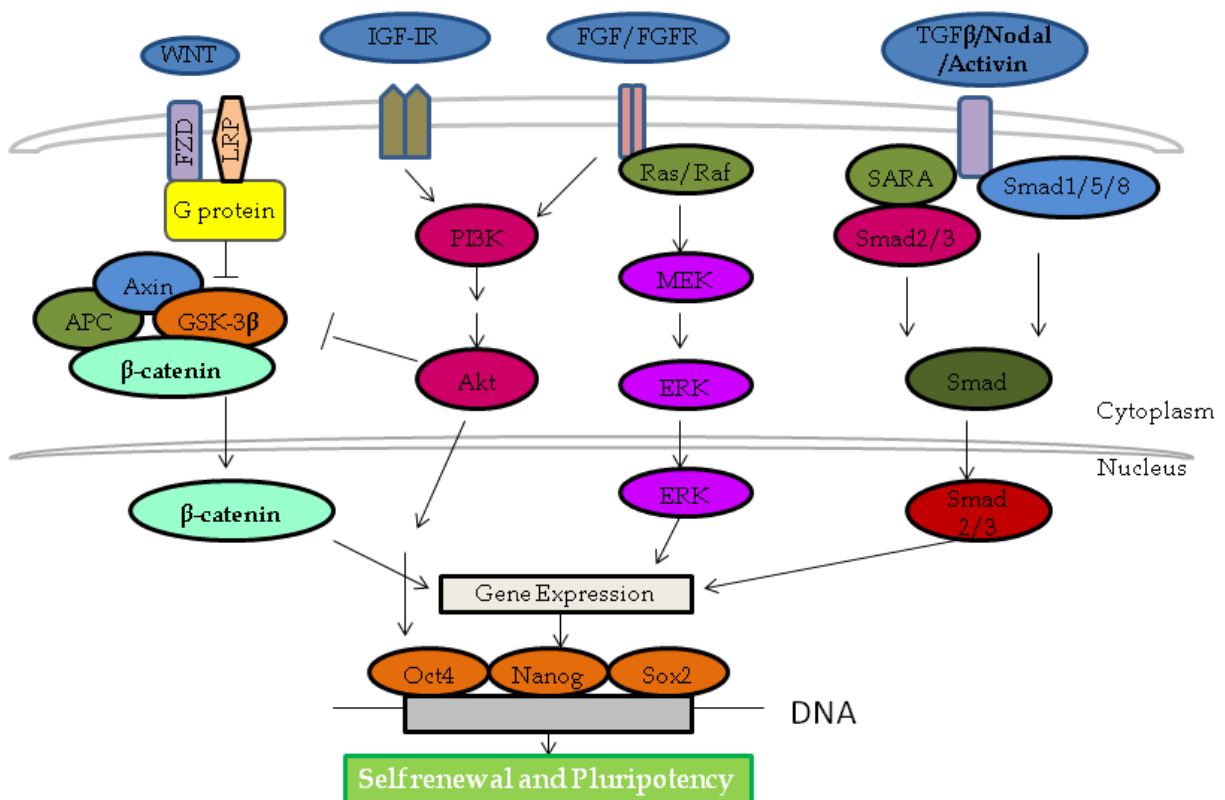 WNT
IGF-IR
FGF/FGFR
TGFβ/Nodal
/Activin
FZD
LRP
G protein
Ras/Raf
SARA
Smad1/5/8
Smad2/3
PI3K
MEK
Axin
APC
GSK-3β
β-catenin
Akt
ERK
Smad
Cytoplasm
Nucleus
β-catenin
ERK
Smad
2/3
Gene Expression
Oct4
Nanog
Sox2
DNA
Self renewal and Pluripotency